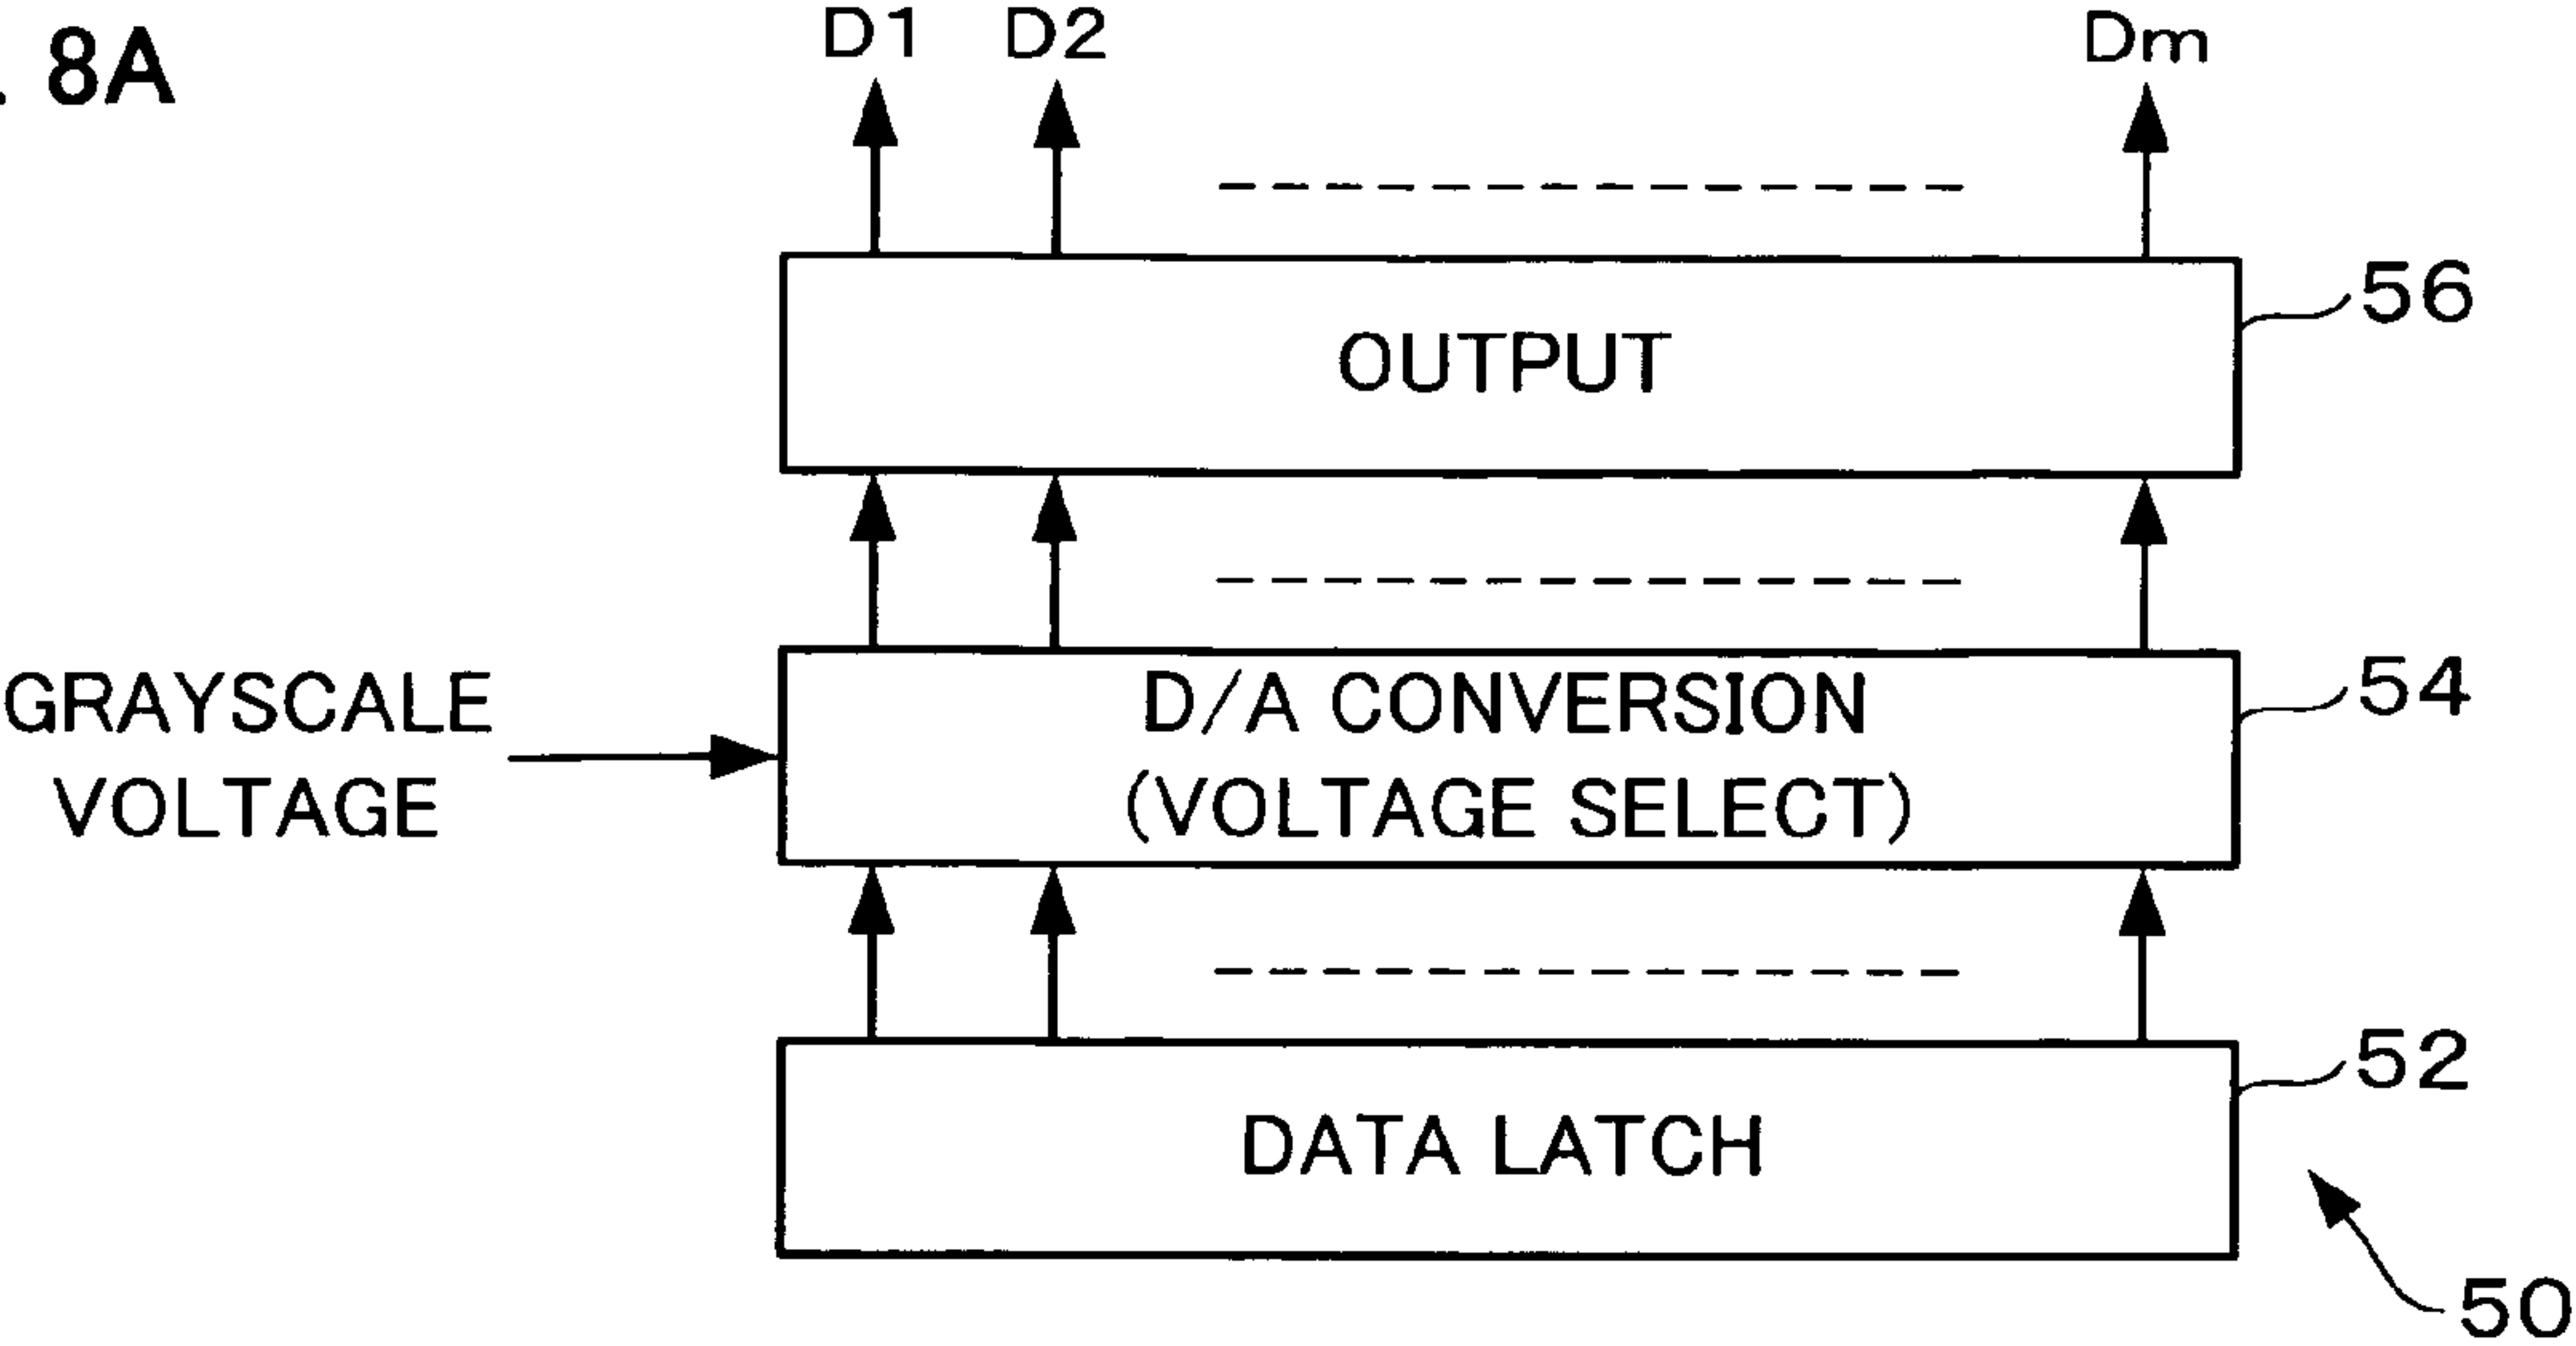 . 8A
D1 D2 Dm
OUTPUT
56
GRAYSCALE
VOLTAGE
D/A CONVERSION
(VOLTAGE SELECT)
54
DATA LATCH
52
50